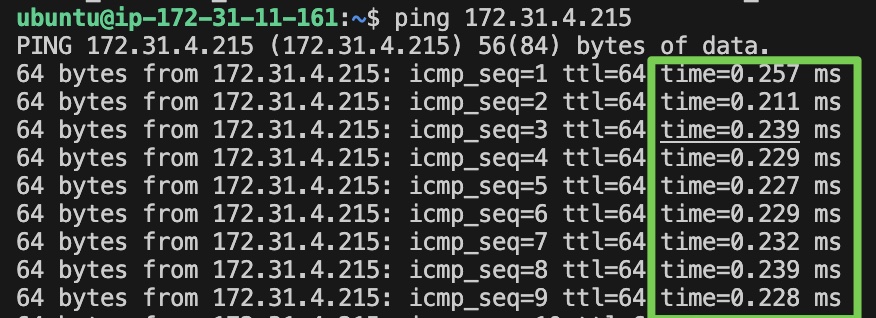 ubuntu@ip-172-31-11-161:~$ ping 172.31.4.215
PING 172.31.4.215 (172.31.4.215) 56(84) bytes of data.
64 bytes from 172.31.4.215: icmp_seq=1 ttl=64 time=0.257 ms
64 bytes from 172.31.4.215: icmp_seq=2 ttl=64 time=0.211 ms
64 bytes from 172.31.4.215: icmp_seq=3 ttl=64 time=0.239 ms
64 bytes from 172.31.4.215: icmp_seq=4 ttl=64 time=0.229 ms
64 bytes from 172.31.4.215: icmp_seq=5 ttl=64 time=0.227 ms
64 bytes from 172.31.4.215: icmp_seq=6 ttl=64 time=0.229 ms
64 bytes from 172.31.4.215: icmp_seq=7 ttl=64 time=0.232 ms
64 bytes from 172.31.4.215: icmp_seq=8 ttl=64 time=0.239 ms
64 bytes from 172.31.4.215: icmp_seq=9 ttl=64 time=0.228 ms